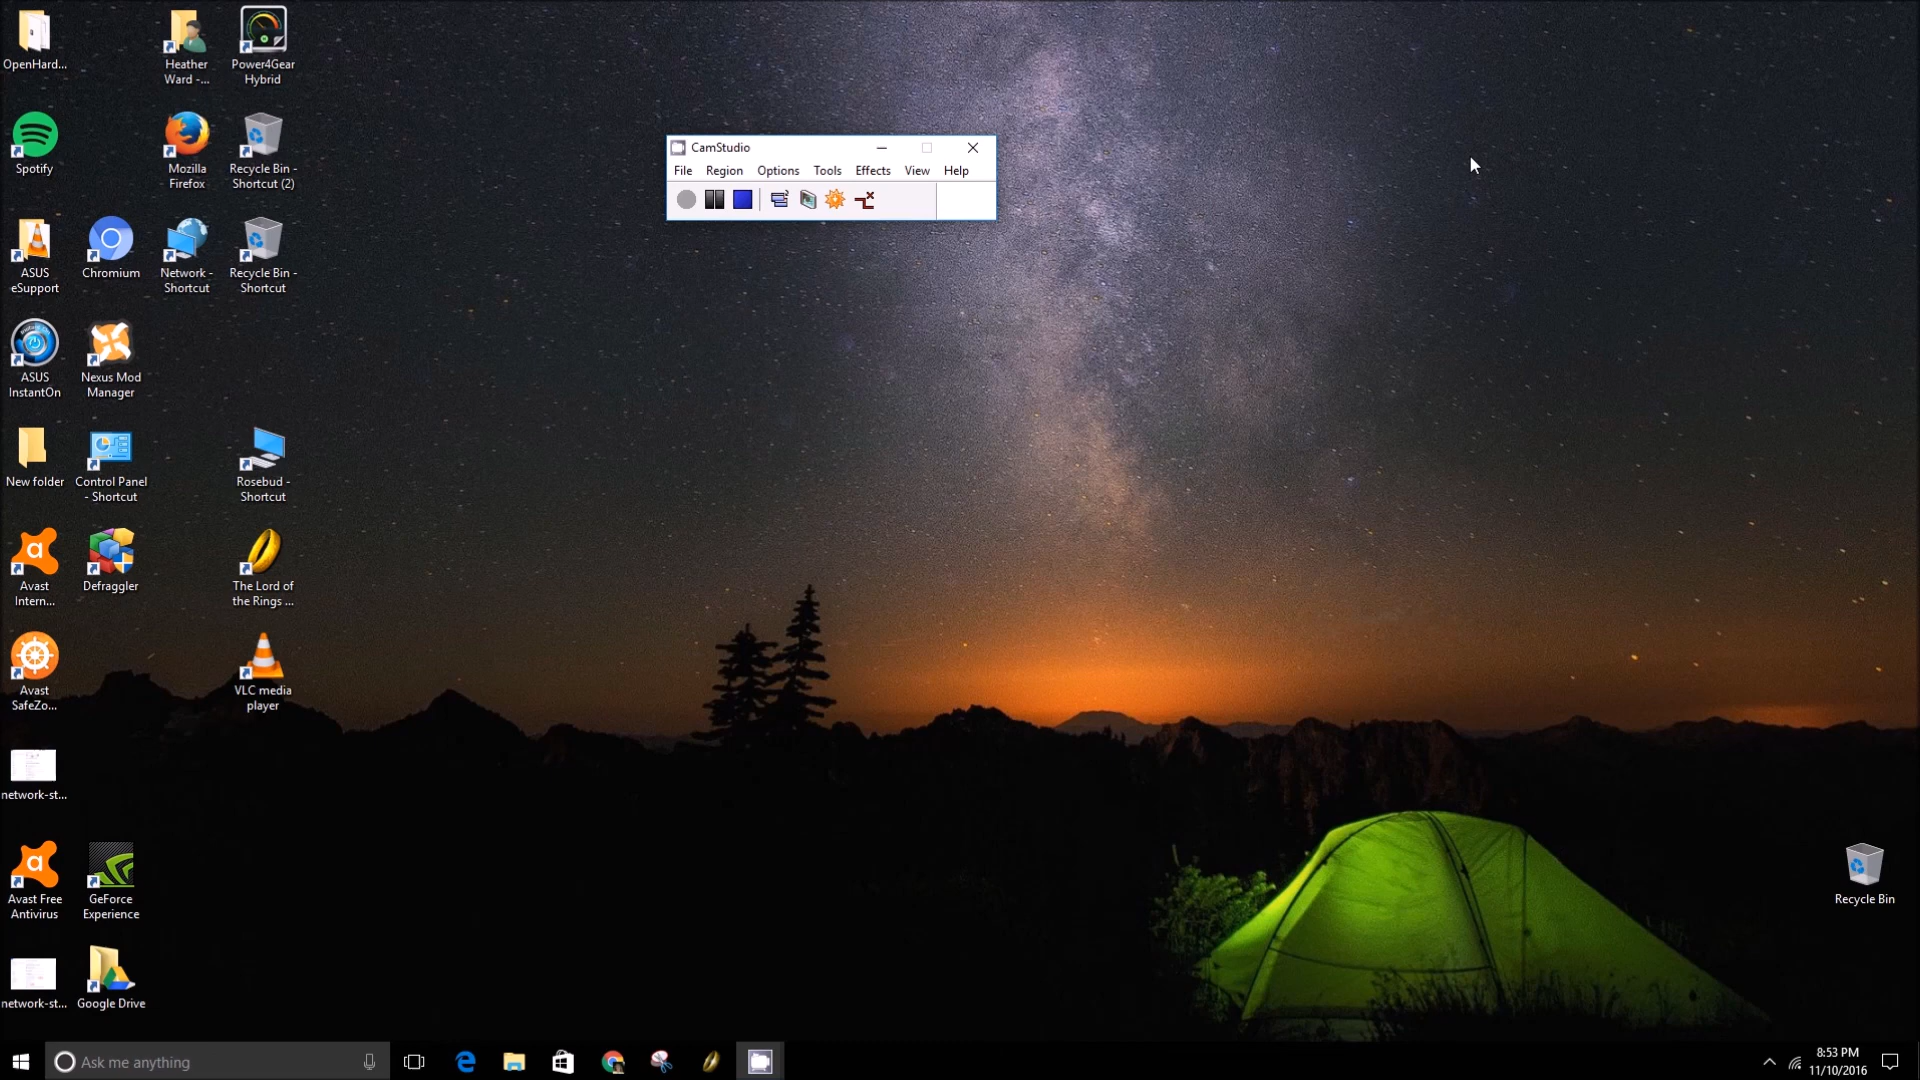 OpenHard...
Heather
Ward -...
Power4Gear
Hybrid
Spotify
Mozilla
Firefox
Recycle Bin -
Shortcut (2)
ASUS
eSupport
Chromium
Network -
Shortcut
Recycle Bin -
Shortcut
ASUS
InstantOn
Nexus Mod
Manager
New folder
Control Panel
- Shortcut
Rosebud -
Shortcut
Avast
Intern...
Defraggler
The Lord of
the Rings ...
Avast
SafeZo...
VLC media
player
network-st...
Avast Free
Antivirus
GeForce
Experience
network-st...
Google Drive
CamStudio
File Region Options Tools Effects View Help
Recycle Bin
Ask me anything
8:53 PM
11/10/2016